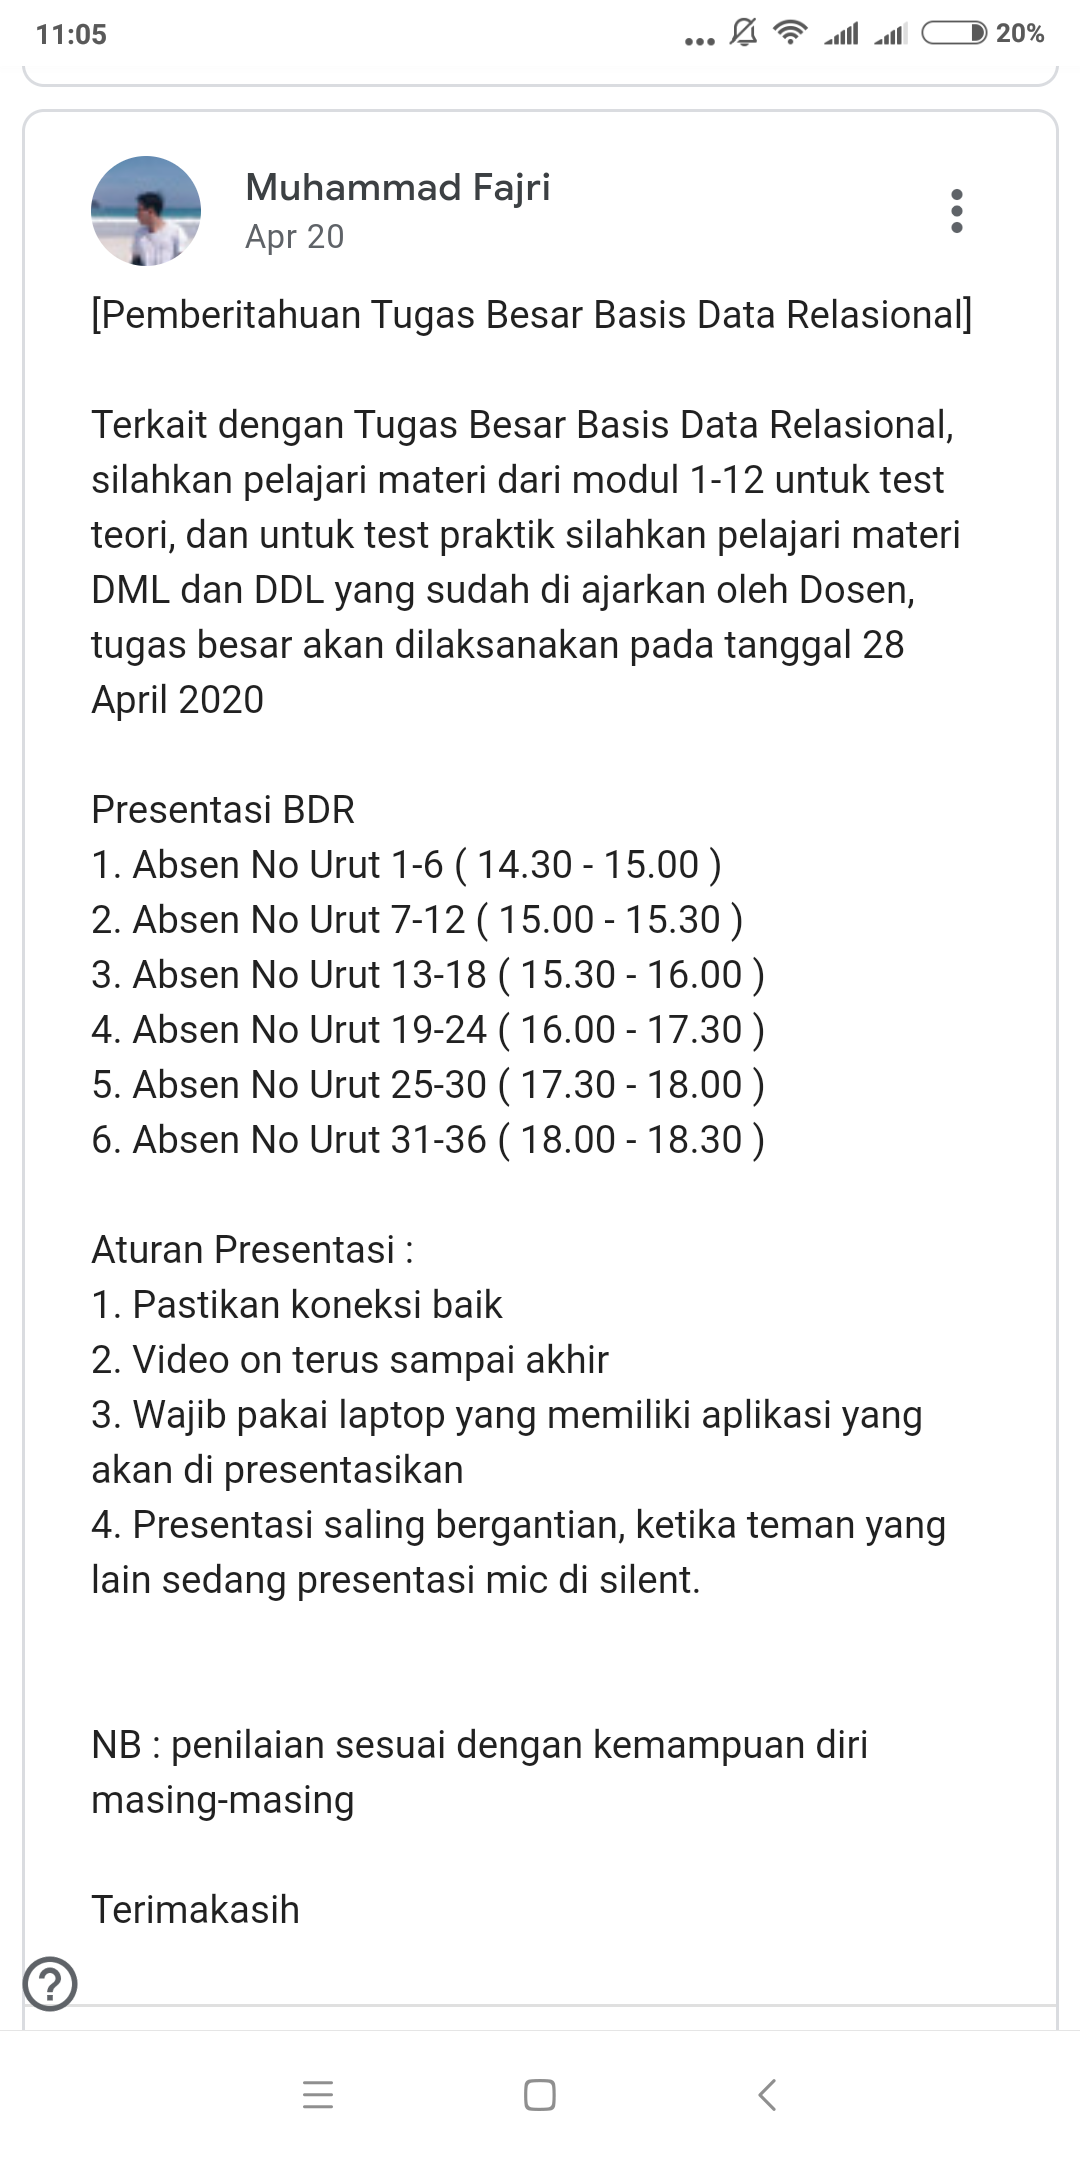 11:05
... 20%
Muhammad Fajri
Apr 20
[Pemberitahuan Tugas Besar Basis Data Relasional]
Terkait dengan Tugas Besar Basis Data Relasional,
silahkan pelajari materi dari modul 1-12 untuk test
teori, dan untuk test praktik silahkan pelajari materi
DML dan DDL yang sudah di ajarkan oleh Dosen,
tugas besar akan dilaksanakan pada tanggal 28
April 2020
Presentasi BDR
1. Absen No Urut 1-6 ( 14.30 - 15.00 )
2. Absen No Urut 7-12 ( 15.00 - 15.30 )
3. Absen No Urut 13-18 ( 15.30 - 16.00 )
4. Absen No Urut 19-24 ( 16.00 - 17.30 )
5. Absen No Urut 25-30 ( 17.30 - 18.00 )
6. Absen No Urut 31-36 ( 18.00 - 18.30 )
Aturan Presentasi :
1. Pastikan koneksi baik
2. Video on terus sampai akhir
3. Wajib pakai laptop yang memiliki aplikasi yang
akan di presentasikan
4. Presentasi saling bergantian, ketika teman yang
lain sedang presentasi mic di silent.
NB : penilaian sesuai dengan kemampuan diri
masing-masing
Terimakasih
?